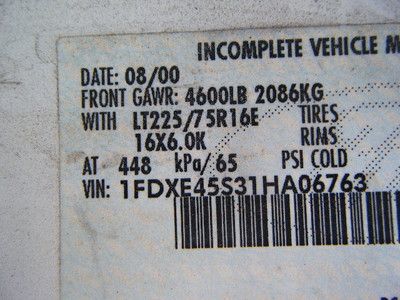 INCOMPLETE VEHICLE M
DATE: 08/00
FRONT GAWR: 4600LB 2086KG
WITH LT225/75R16E TIRES
16X6.0K RIMS
AT 448 kPa/65 PSI COLD
VIN: 1FDXE45S31HA06763